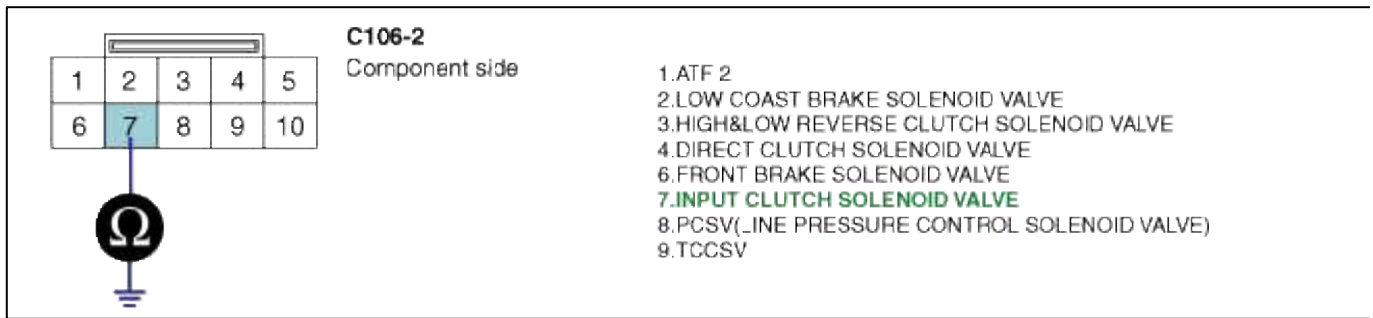 C106-2
Component side
1 2 3 4 5
6 7 8 9 10
Ω
1.ATF 2
2.LOW COAST BRAKE SOLENOID VALVE
3.HIGH&LOW REVERSE CLUTCH SOLENOID VALVE
4.DIRECT CLUTCH SOLENOID VALVE
6.FRONT BRAKE SOLENOID VALVE
7.INPUT CLUTCH SOLENOID VALVE
8.PCSV(LINE PRESSURE CONTROL SOLENOID VALVE)
9.TCCSV